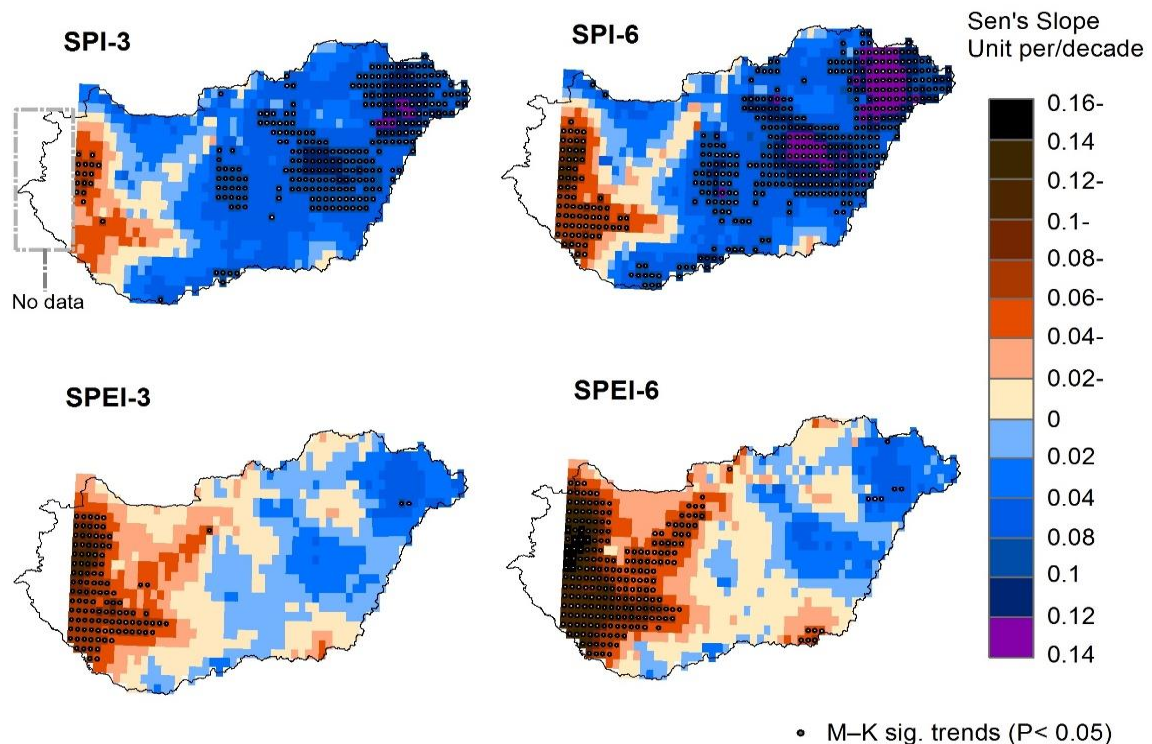 SPI-3
SPI-6
Sen's Slope
Unit per/decade
No data
SPEI-3
SPEI-6
0.16-
0.14
0.12-
0.1-
0.08-
0.06-
0.04-
0.02-
0
0.02
0.04
0.08
0.1
0.12
0.14
M–K sig. trends (P< 0.05)